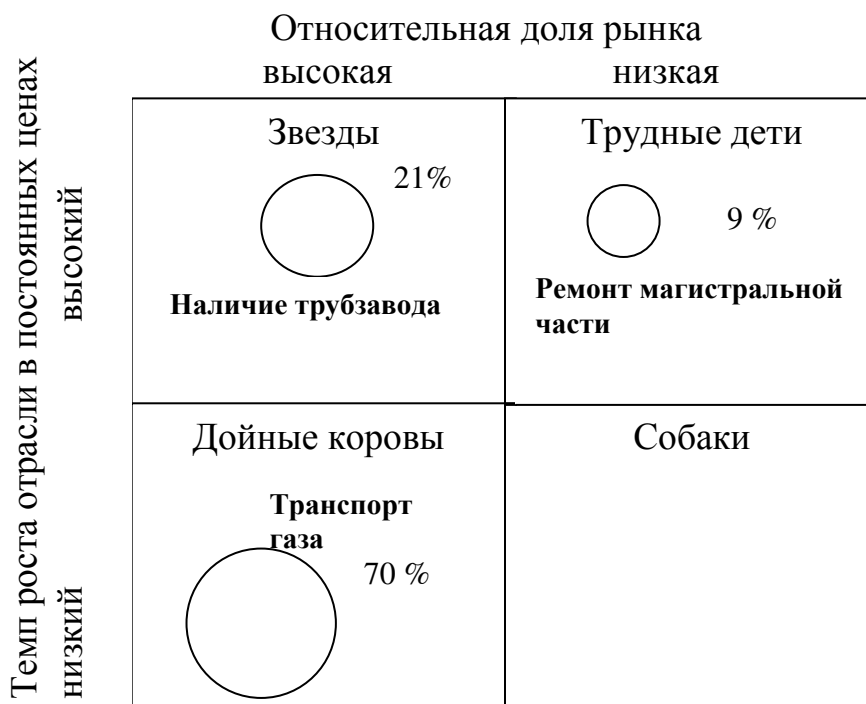 Относительная доля рынка
высокая низкая
Темп роста отрасли в постоянных ценах
высокий
низкий
Звезды
21%
Наличие трубзавода
Трудные дети
9 %
Ремонт магистральной
части
Дойные коровы
Транспорт
газа
70 %
Собаки